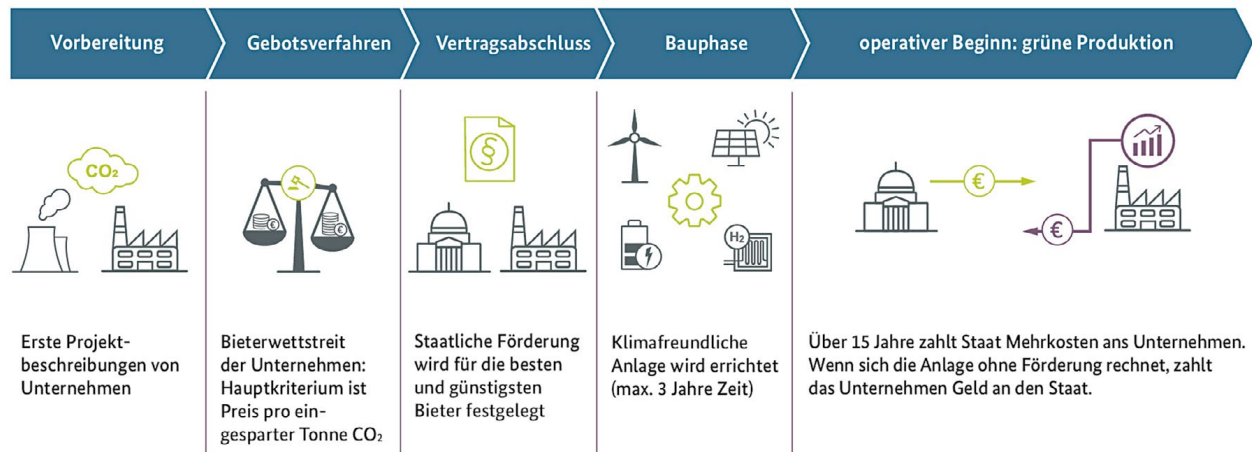 Vorbereitung
Gebotsverfahren
Vertragsabschluss
Bauphase
operativer Beginn: grüne Produktion
CO₂
€
€
§
H₂
€
€
Erste Projekt-
beschreibungen von
Unternehmen
Bieterwettstreit
der Unternehmen:
Hauptkriterium ist
Preis pro ein-
gesparter Tonne CO₂
Staatliche Förderung
wird für die besten
und günstigsten
Bieter festgelegt
Klimafreundliche
Anlage wird errichtet
(max. 3 Jahre Zeit)
Über 15 Jahre zahlt Staat Mehrkosten ans Unternehmen.
Wenn sich die Anlage ohne Förderung rechnet, zahlt
das Unternehmen Geld an den Staat.